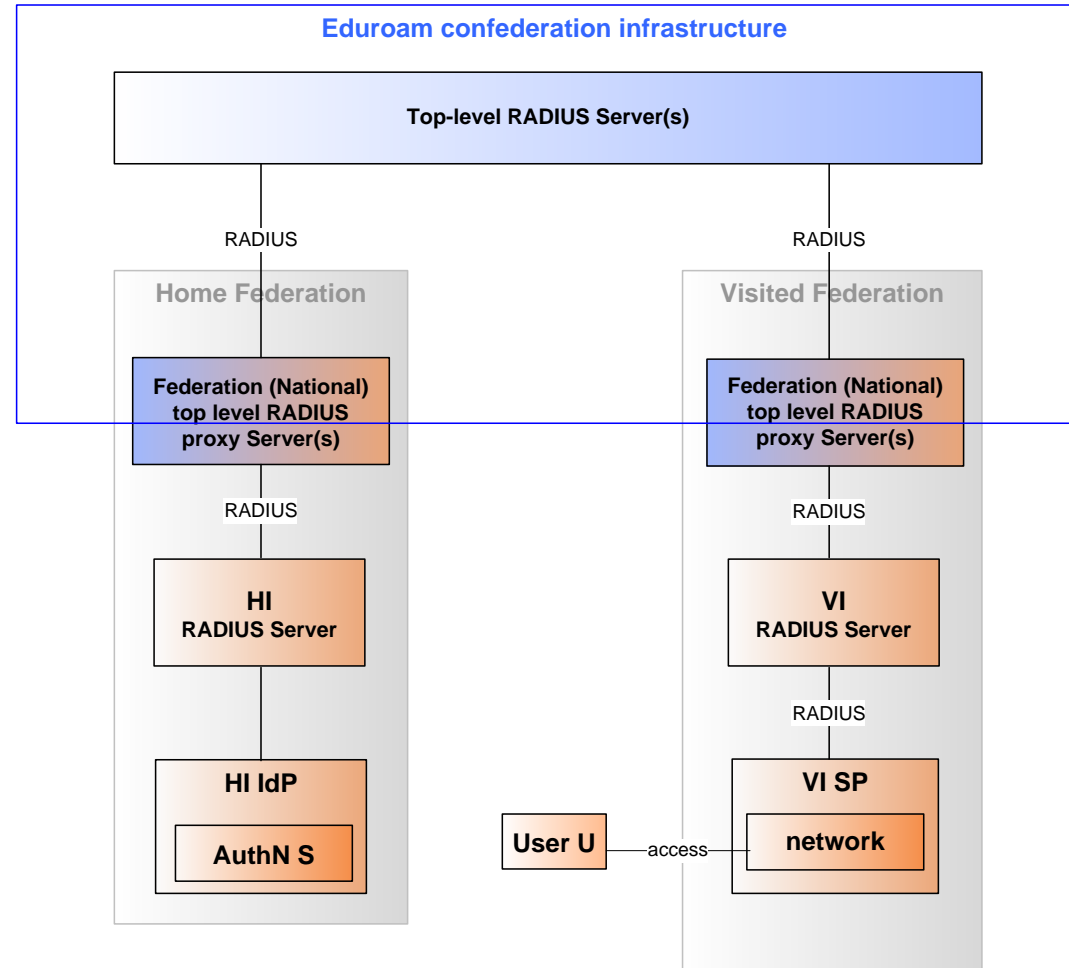 Eduroam confederation infrastructure
Top-level RADIUS Server(s)
RADIUS
RADIUS
Home Federation
Visited Federation
Federation (National)
top level RADIUS
proxy Server(s)
Federation (National)
top level RADIUS
proxy Server(s)
RADIUS
RADIUS
HI
RADIUS Server
VI
RADIUS Server
RADIUS
HI IdP
AuthN S
User U
access
VI SP
network